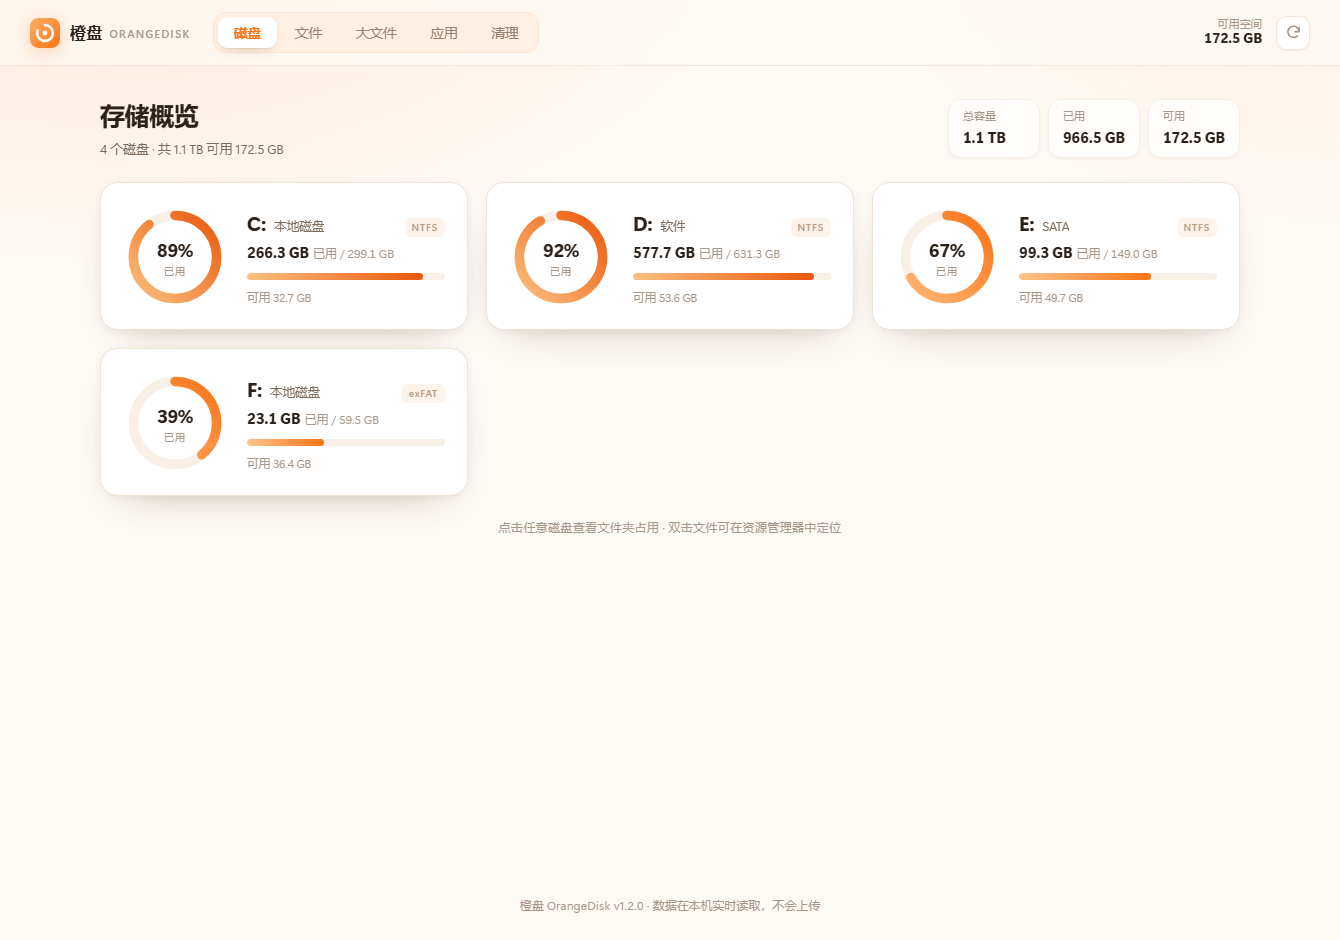 橙盘 ORANGEDISK
磁盘 文件 大文件 应用 清理
可用空间
172.5 GB
存储概览
4 个磁盘 · 共 1.1 TB 可用 172.5 GB
总容量
1.1 TB
已用
966.5 GB
可用
172.5 GB
89%
已用
C: 本地磁盘 NTFS
266.3 GB 已用 / 299.1 GB
可用 32.7 GB
92%
已用
D: 软件 NTFS
577.7 GB 已用 / 631.3 GB
可用 53.6 GB
67%
已用
E: SATA NTFS
99.3 GB 已用 / 149.0 GB
可用 49.7 GB
39%
已用
F: 本地磁盘 exFAT
23.1 GB 已用 / 59.5 GB
可用 36.4 GB
点击任意磁盘查看文件夹占用 · 双击文件可在资源管理器中定位
橙盘 OrangeDisk v1.2.0 · 数据在本机实时读取，不会上传